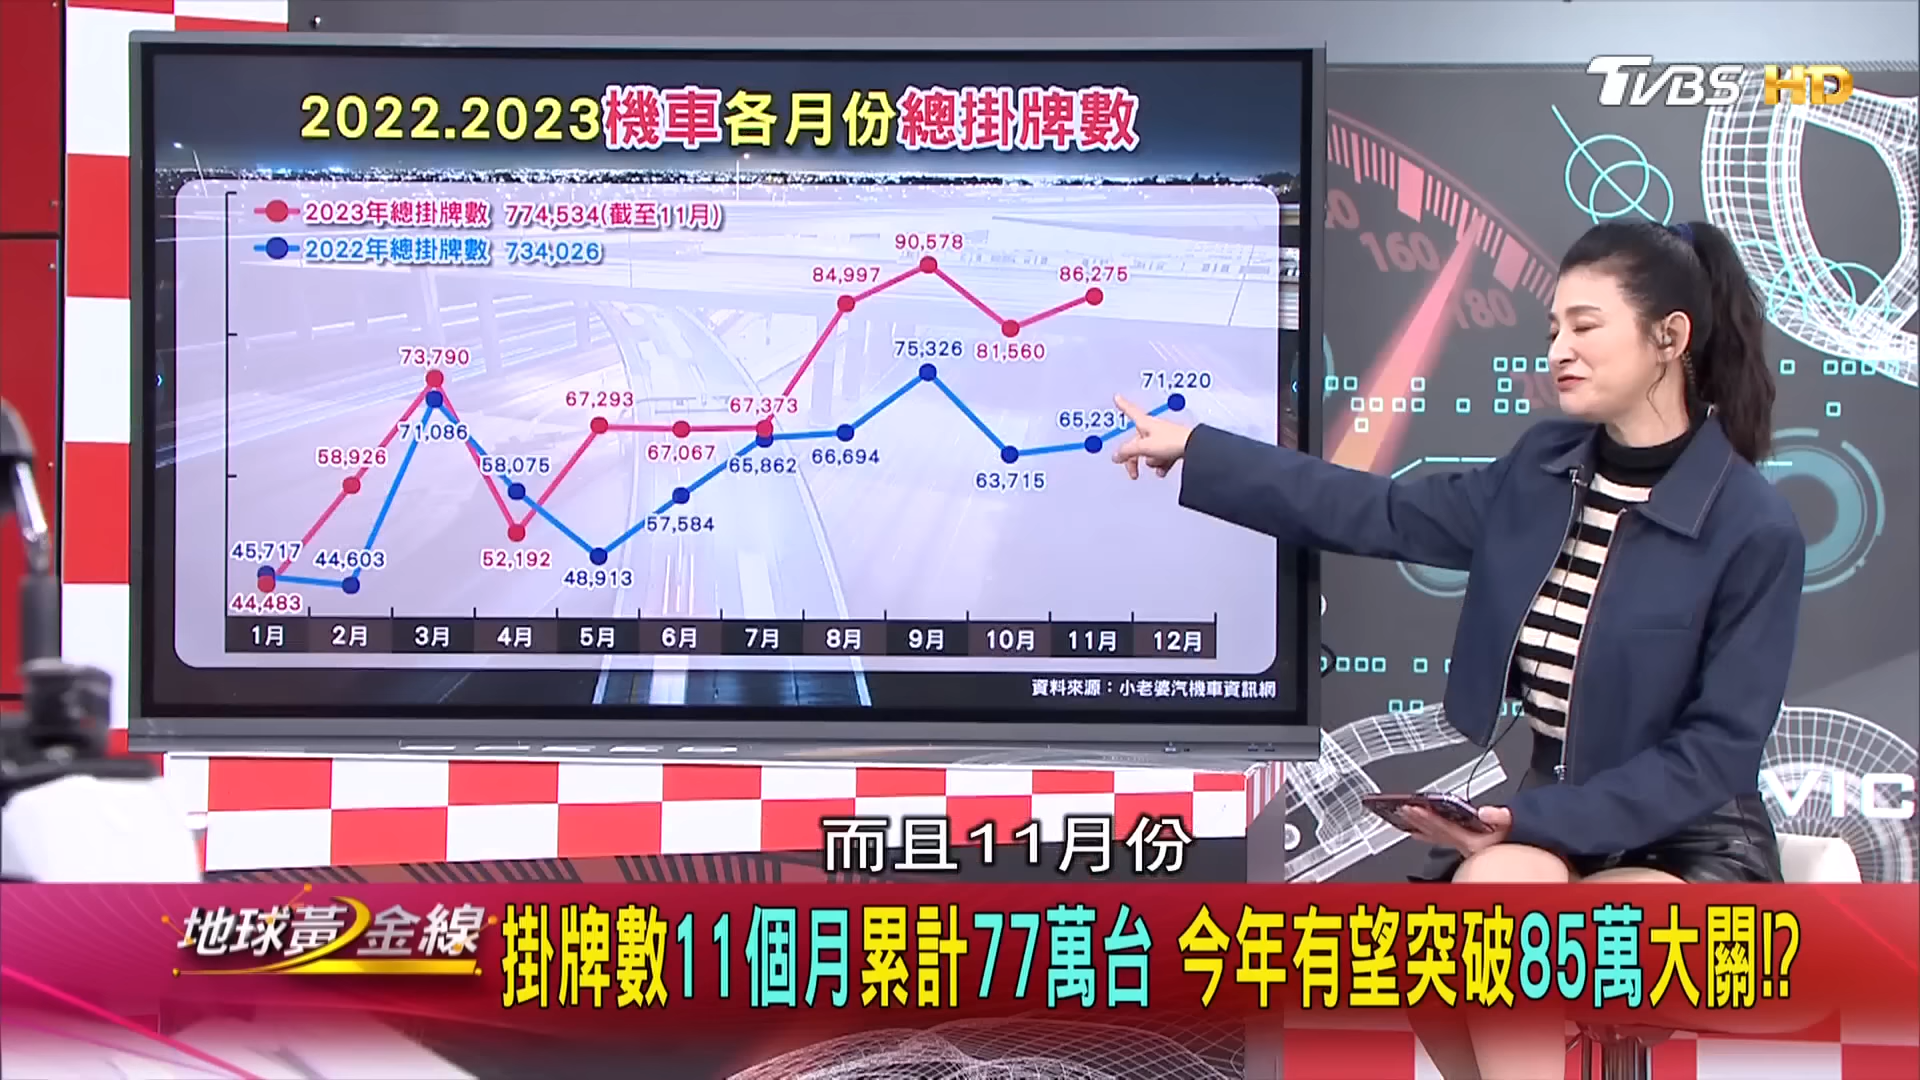 TVBS HD
2022.2023機車各月份總掛牌數
2023年總掛牌數 774,534(截至11月)
2022年總掛牌數 734,026
90,578
84,997
86,275
75,326
81,560
73,790
71,220
67,293
67,373
65,231
71,086
58,926
58,075
67,067
65,862
66,694
63,715
57,584
45,717
44,603
52,192
48,913
44,483
1月 2月 3月 4月 5月 6月 7月 8月 9月 10月 11月 12月
資料來源：小老婆汽機車資訊網
160
180
VIC
而且11月份
地球黃金線
掛牌數11個月累計77萬台 今年有望突破85萬大關!?